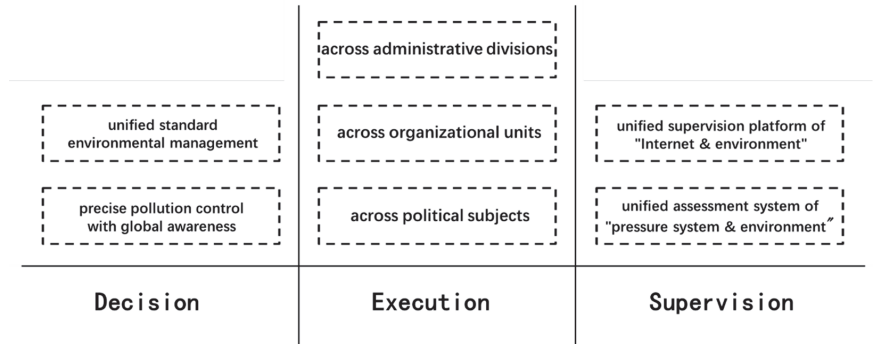 across administrative divisions
unified standard
environmental management
across organizational units
unified supervision platform of
"Internet & environment"
precise pollution control
with global awareness
across political subjects
unified assessment system of
"pressure system & environment"
Decision
Execution
Supervision